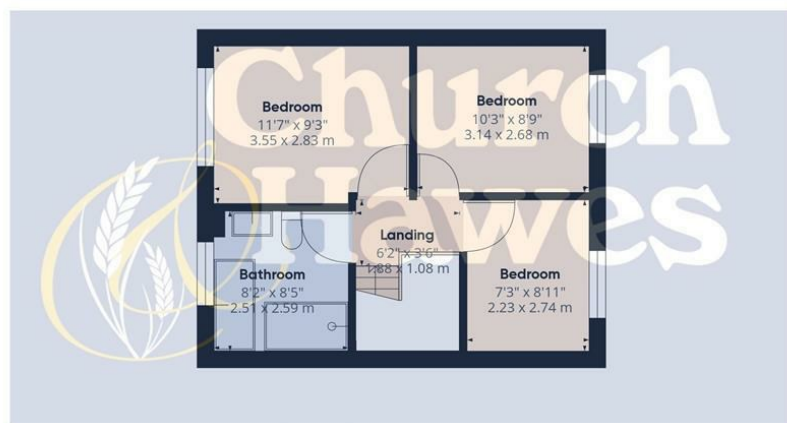 Church
& Hawes
Bedroom
11'7" x 9'3"
3.55 x 2.83 m
Bedroom
10'3" x 8'9"
3.14 x 2.68 m
Landing
6'2" x 3'6"
1.88 x 1.08 m
Bathroom
8'2" x 8'5"
2.51 x 2.59 m
Bedroom
7'3" x 8'11"
2.23 x 2.74 m